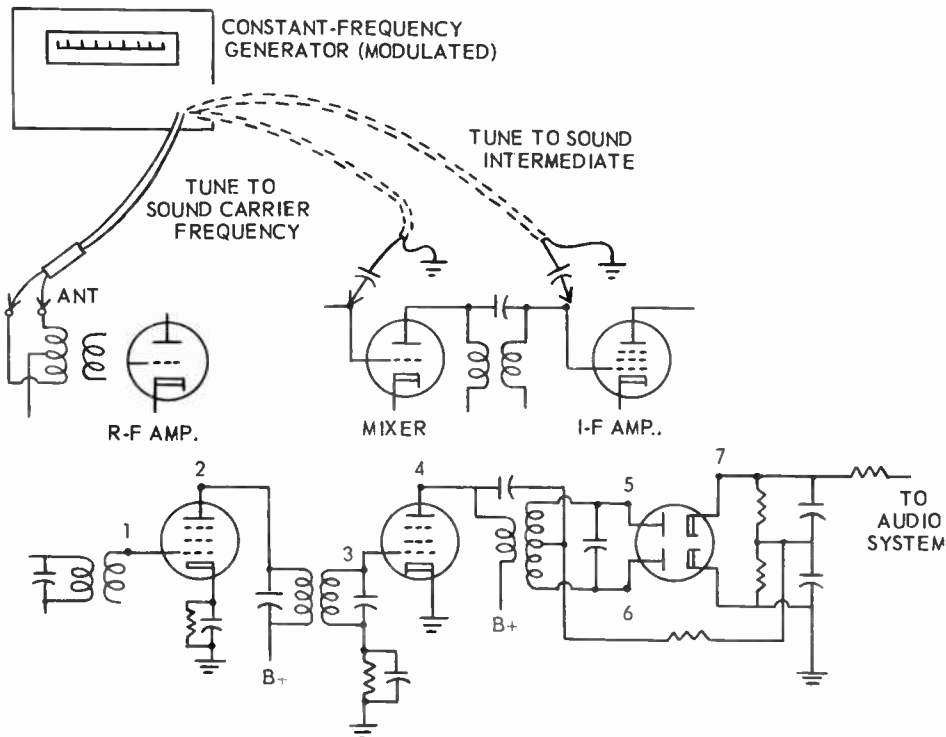 CONSTANT-FREQUENCY
GENERATOR (MODULATED)
TUNE TO SOUND
INTERMEDIATE
TUNE TO
SOUND CARRIER
FREQUENCY
ANT
R-F AMP.
MIXER
I-F AMP..
2
4
7
1
3
5
6
TO
AUDIO
SYSTEM
B+
B+